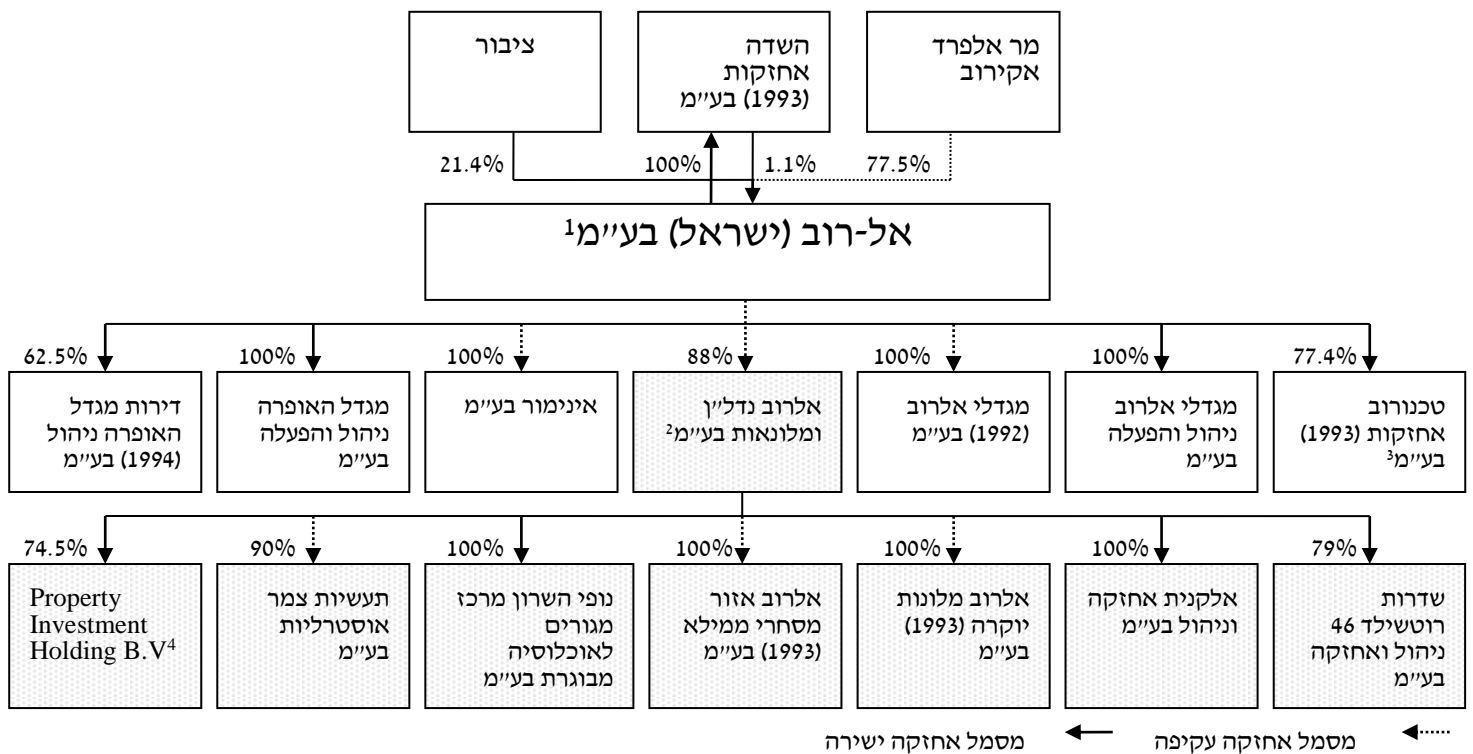 מר אלפרד
אקירוב
השדה
אחזקות
(1993) בע״מ
ציבור
77.5%
1.1%
100%
21.4%
אל-רוב (ישראל) בע״מ1
77.4%
100%
100%
88%
100%
100%
62.5%
טכנורוב
אחזקות (1993)
בע״מ3
מגדלי אלרוב
ניהול והפעלה
בע״מ
מגדלי אלרוב
(1992) בע״מ
אלרוב נדל״ן
ומלונאות בע״מ2
אינימור בע״מ
מגדל האופרה
ניהול והפעלה
בע״מ
דירות מגדל
האופרה ניהול
(1994) בע״מ
79%
100%
100%
100%
100%
90%
74.5%
שדרות
רוטשילד 46
ניהול ואחזקה
בע״מ
אלקנית אחזקה
וניהול בע״מ
אלרוב מלונות
יוקרה (1993)
בע״מ
אלרוב אזור
מסחרי ממילא
(1993) בע״מ
נופי השרון מרכז
מגורים
לאוכלוסיה
מבוגרת בע״מ
תעשיות צמר
אוסטרליות
בע״מ
Property
Investment
Holding B.V4
מסמל אחזקה עקיפה
מסמל אחזקה ישירה